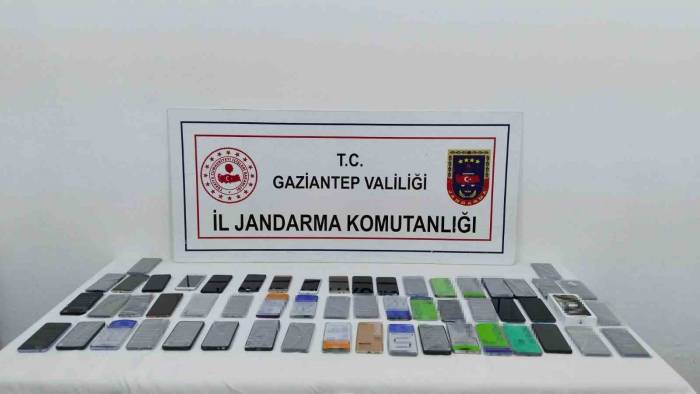 T.C.
GAZİANTEP VALİLİĞİ
İL JANDARMA KOMUTANLIĞI